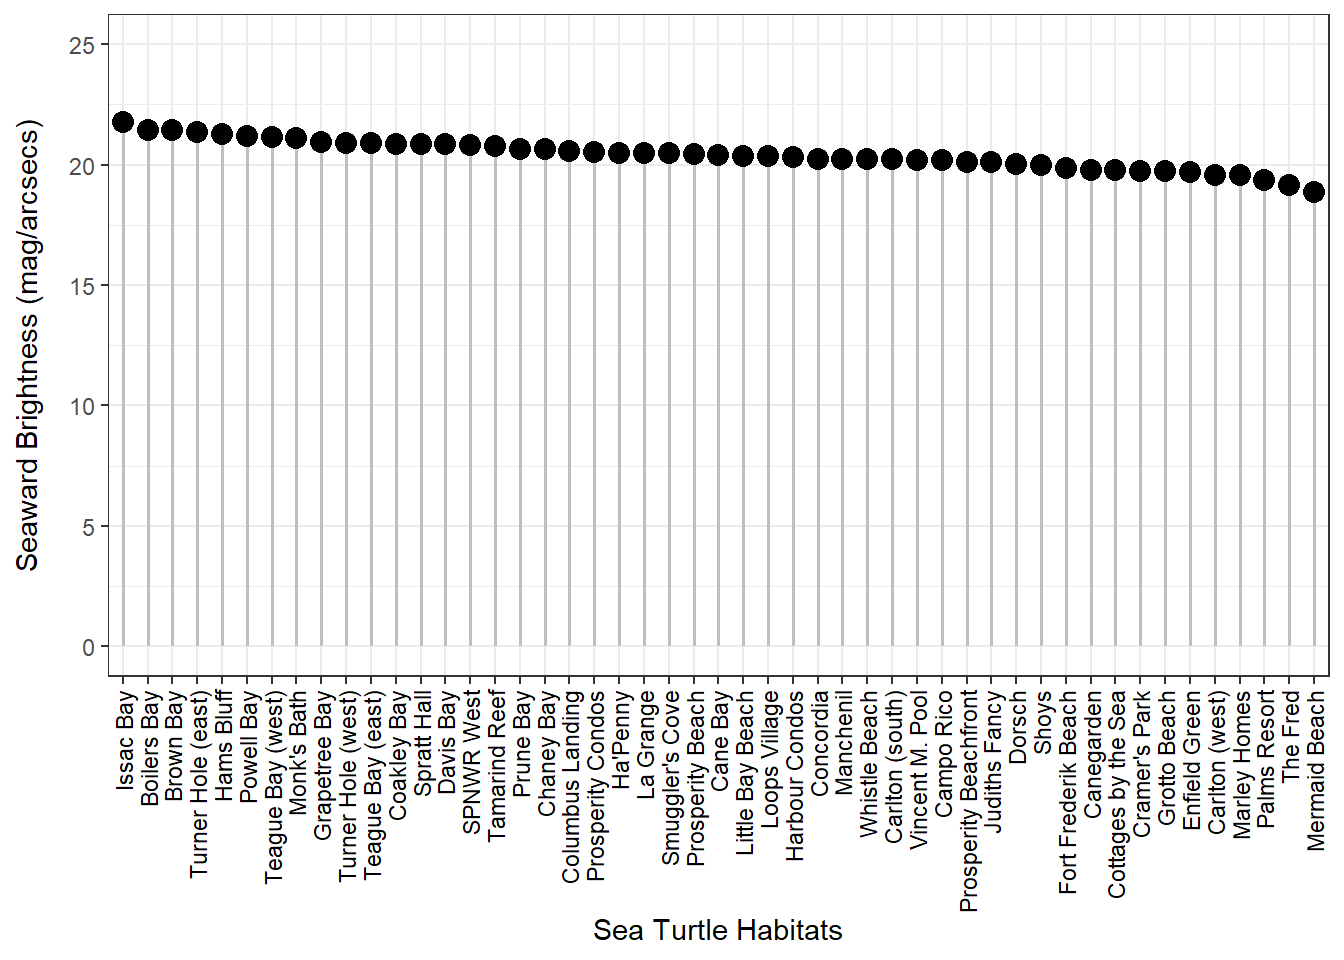 Seaward Brightness (mag/arcsecs)
25
20
15
10
5
0
Issac Bay
Boilers Bay
Brown Bay
Turner Hole (east)
Hams Bluff
Powell Bay
Teague Bay (west)
Monk's Bath
Grapetree Bay
Turner Hole (west)
Teague Bay (east)
Coakley Bay
Spratt Hall
Davis Bay
SPNWR West
Tamarind Reef
Prune Bay
Chaney Bay
Columbus Landing
Prosperity Condos
Ha'Penny
La Grange
Smuggler's Cove
Prosperity Beach
Cane Bay
Little Bay Beach
Loops Village
Harbour Condos
Concordia
Manchenil
Whistle Beach
Carlton (south)
Vincent M. Pool
Campo Rico
Prosperity Beachfront
Judiths Fancy
Dorsch
Shoys
Fort Frederik Beach
Canegarden
Cottages by the Sea
Cramer's Park
Grotto Beach
Enfield Green
Carlton (west)
Marley Homes
Palms Resort
The Fred
Mermaid Beach
Sea Turtle Habitats